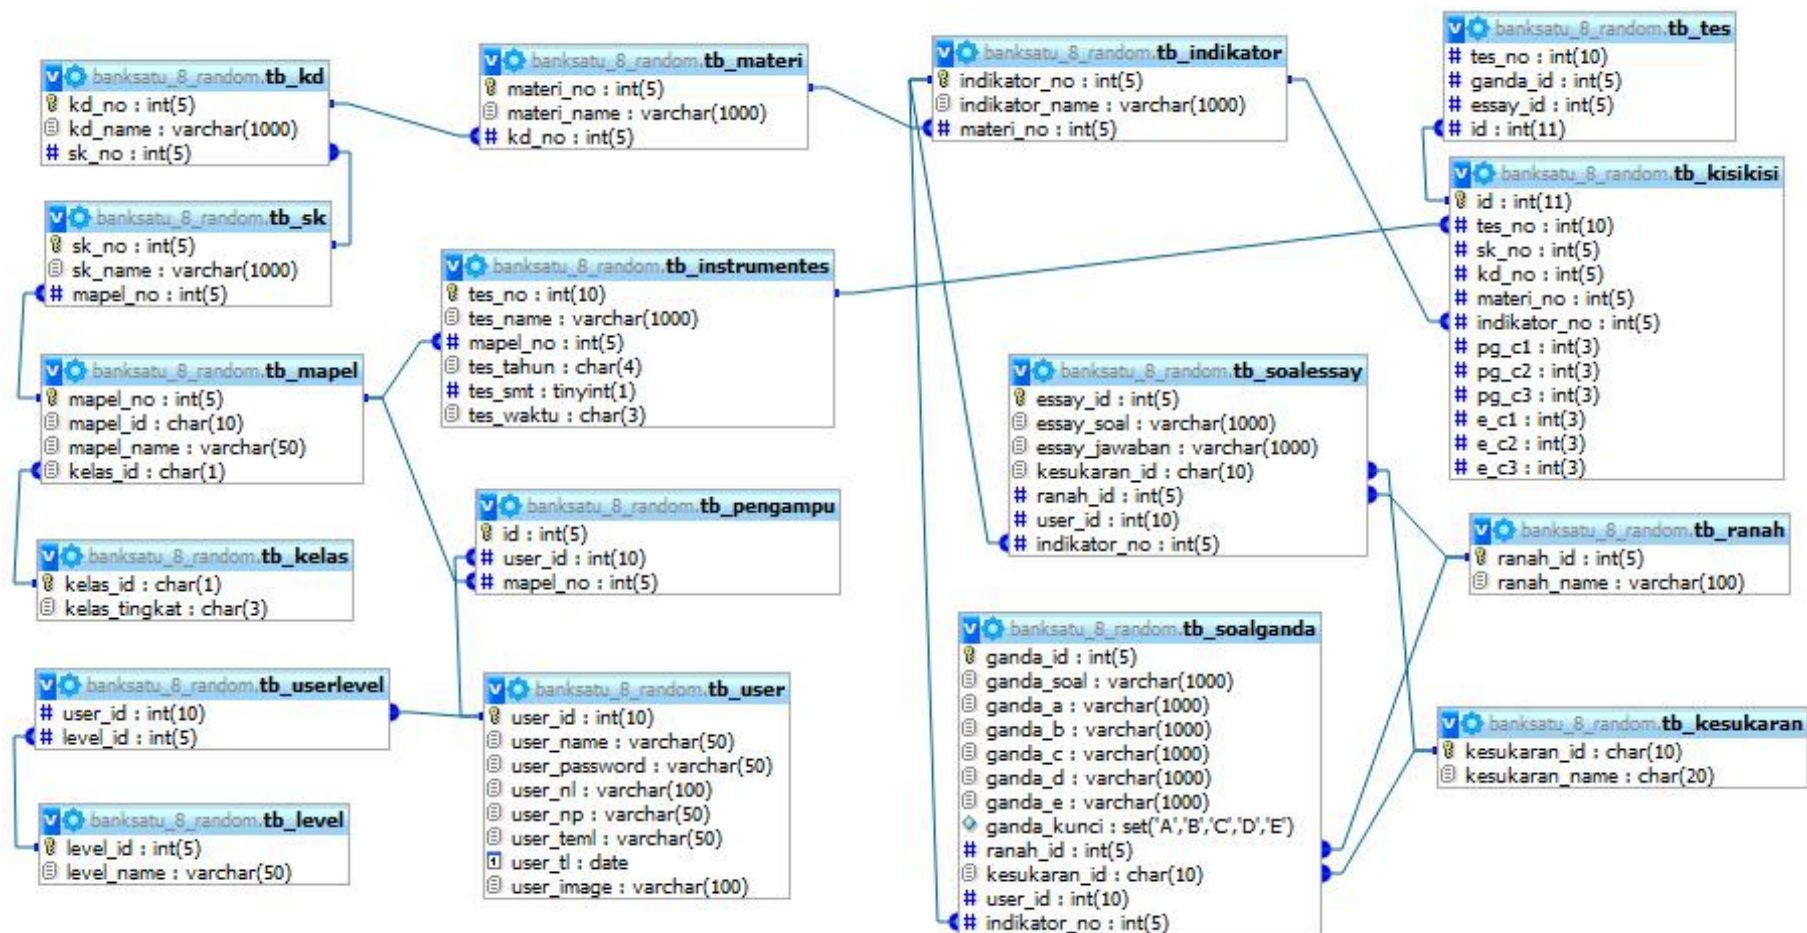 banksatu_8_random.tb_kd
kd_no : int(5)
kd_name : varchar(1000)
# sk_no : int(5)
banksatu_8_random.tb_sk
sk_no : int(5)
sk_name : varchar(1000)
# mapel_no : int(5)
banksatu_8_random.tb_mapel
mapel_no : int(5)
mapel_id : char(10)
mapel_name : varchar(50)
kelas_id : char(1)
banksatu_8_random.tb_kelas
kelas_id : char(1)
kelas_tingkat : char(3)
banksatu_8_random.tb_userlevel
# user_id : int(10)
# level_id : int(5)
banksatu_8_random.tb_level
level_id : int(5)
level_name : varchar(50)
banksatu_8_random.tb_materi
materi_no : int(5)
materi_name : varchar(1000)
# kd_no : int(5)
banksatu_8_random.tb_instrumentes
tes_no : int(10)
tes_name : varchar(1000)
# mapel_no : int(5)
tes_tahun : char(4)
# tes_smt : tinyint(1)
tes_waktu : char(3)
banksatu_8_random.tb_pengampu
id : int(5)
# user_id : int(10)
# mapel_no : int(5)
banksatu_8_random.tb_user
user_id : int(10)
user_name : varchar(50)
user_password : varchar(50)
user_nl : varchar(100)
user_np : varchar(50)
user_teml : varchar(50)
user_tl : date
user_image : varchar(100)
banksatu_8_random.tb_indikator
indikator_no : int(5)
indikator_name : varchar(1000)
# materi_no : int(5)
banksatu_8_random.tb_soalessay
essay_id : int(5)
essay_soal : varchar(1000)
essay_jawaban : varchar(1000)
kesukaran_id : char(10)
# ranah_id : int(5)
# user_id : int(10)
# indikator_no : int(5)
banksatu_8_random.tb_soalganda
ganda_id : int(5)
ganda_soal : varchar(1000)
ganda_a : varchar(1000)
ganda_b : varchar(1000)
ganda_c : varchar(1000)
ganda_d : varchar(1000)
ganda_e : varchar(1000)
ganda_kunci : set('A','B','C','D','E')
# ranah_id : int(5)
kesukaran_id : char(10)
# user_id : int(10)
# indikator_no : int(5)
banksatu_8_random.tb_tes
# tes_no : int(10)
# ganda_id : int(5)
# essay_id : int(5)
# id : int(11)
banksatu_8_random.tb_kisikisi
id : int(11)
# tes_no : int(10)
# sk_no : int(5)
# kd_no : int(5)
# materi_no : int(5)
# indikator_no : int(5)
# pg_c1 : int(3)
# pg_c2 : int(3)
# pg_c3 : int(3)
# e_c1 : int(3)
# e_c2 : int(3)
# e_c3 : int(3)
banksatu_8_random.tb_ranah
ranah_id : int(5)
ranah_name : varchar(100)
banksatu_8_random.tb_kesukaran
kesukaran_id : char(10)
kesukaran_name : char(20)